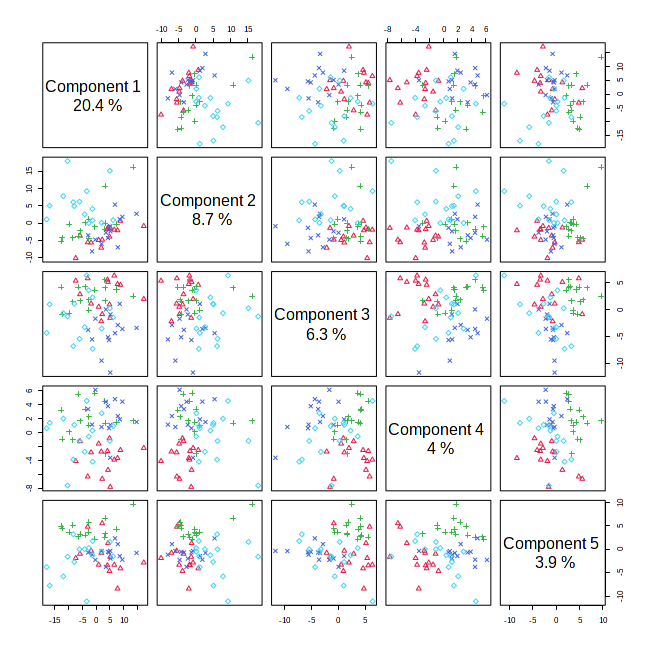 -10 -5 0 5 15
-8 -4 0 2 4 6
Component 1
20.4 %
-15 -5 0 5 10
Component 2
8.7 %
-10 -5 0 5 15
Component 3
6.3 %
-10 -5 0 5
Component 4
4 %
-8 -4 0 2 4 6
Component 5
3.9 %
-10 -5 0 5 10
-15 -5 0 5 10
-10 -5 0 5
-10 -5 0 5 10